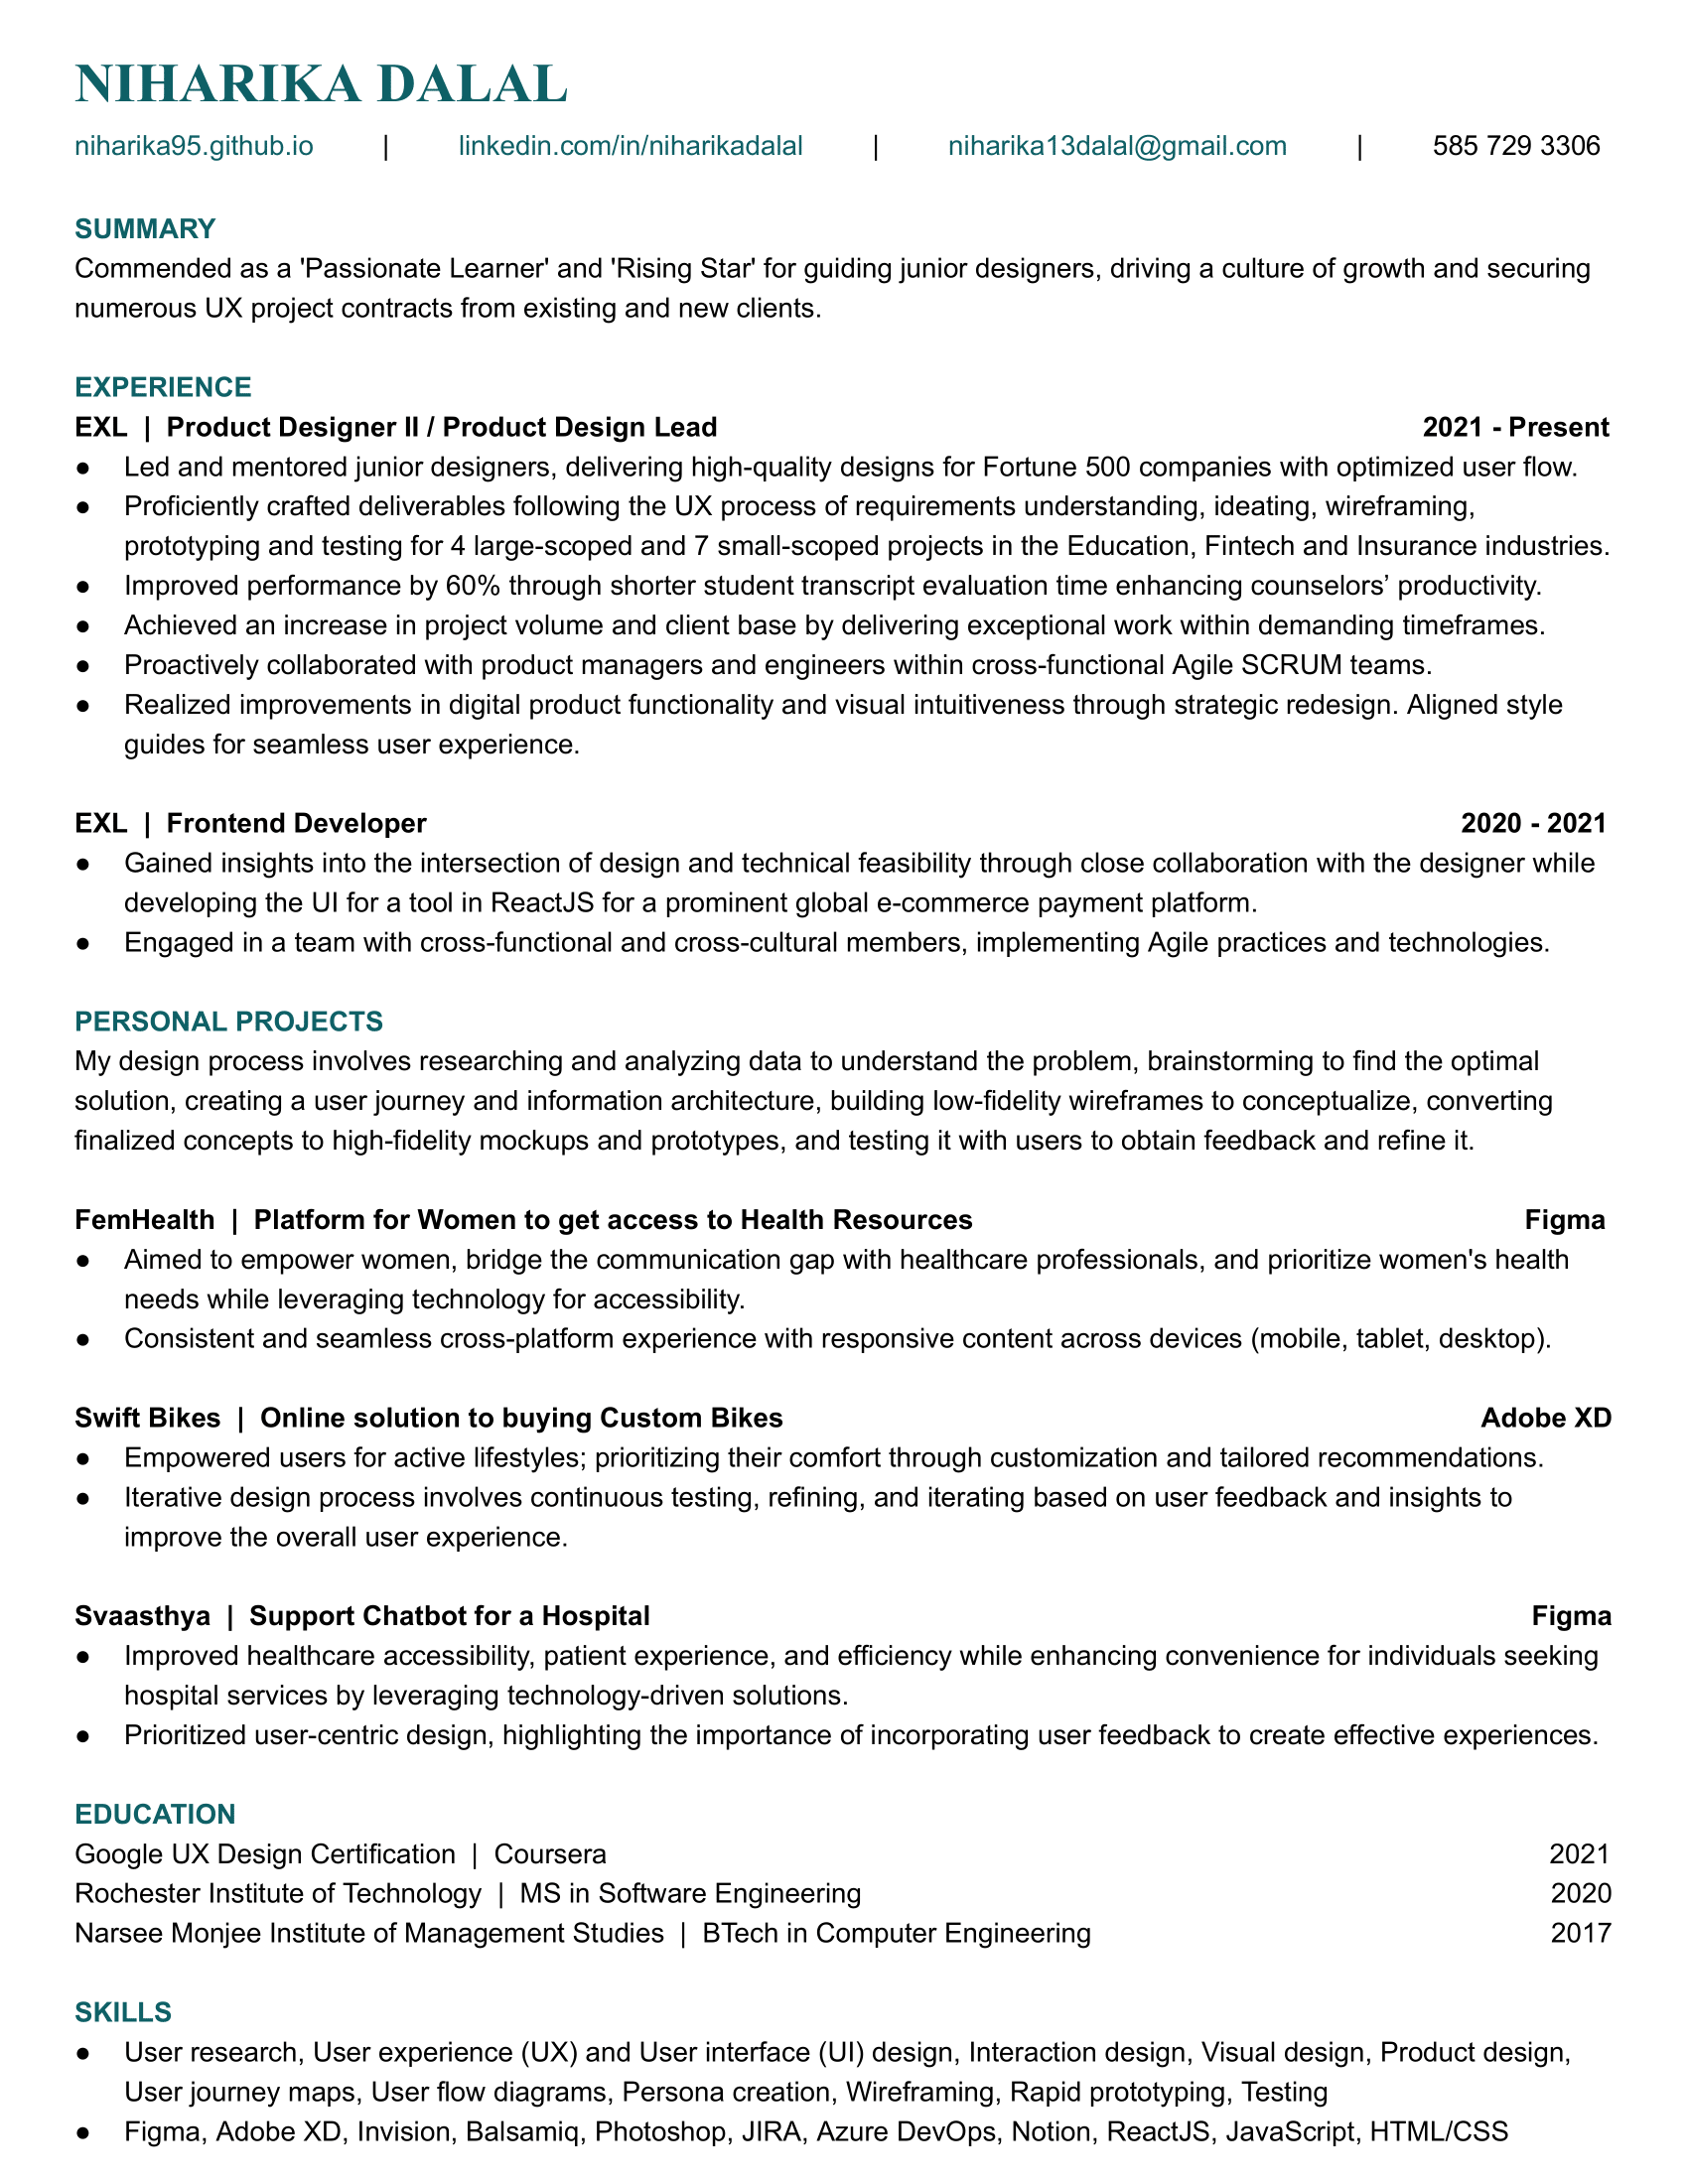 NIHARIKA DALAL
niharika95.github.io | linkedin.com/in/niharikadalal | niharika13dalal@gmail.com | 585 729 3306
SUMMARY
Commended as a 'Passionate Learner' and 'Rising Star' for guiding junior designers, driving a culture of growth and securing
numerous UX project contracts from existing and new clients.
EXPERIENCE
EXL | Product Designer II / Product Design Lead 2021 - Present
● Led and mentored junior designers, delivering high-quality designs for Fortune 500 companies with optimized user flow.
● Proficiently crafted deliverables following the UX process of requirements understanding, ideating, wireframing,
prototyping and testing for 4 large-scoped and 7 small-scoped projects in the Education, Fintech and Insurance industries.
● Improved performance by 60% through shorter student transcript evaluation time enhancing counselors’ productivity.
● Achieved an increase in project volume and client base by delivering exceptional work within demanding timeframes.
● Proactively collaborated with product managers and engineers within cross-functional Agile SCRUM teams.
● Realized improvements in digital product functionality and visual intuitiveness through strategic redesign. Aligned style
guides for seamless user experience.
EXL | Frontend Developer 2020 - 2021
● Gained insights into the intersection of design and technical feasibility through close collaboration with the designer while
developing the UI for a tool in ReactJS for a prominent global e-commerce payment platform.
● Engaged in a team with cross-functional and cross-cultural members, implementing Agile practices and technologies.
PERSONAL PROJECTS
My design process involves researching and analyzing data to understand the problem, brainstorming to find the optimal
solution, creating a user journey and information architecture, building low-fidelity wireframes to conceptualize, converting
finalized concepts to high-fidelity mockups and prototypes, and testing it with users to obtain feedback and refine it.
FemHealth | Platform for Women to get access to Health Resources Figma
● Aimed to empower women, bridge the communication gap with healthcare professionals, and prioritize women's health
needs while leveraging technology for accessibility.
● Consistent and seamless cross-platform experience with responsive content across devices (mobile, tablet, desktop).
Swift Bikes | Online solution to buying Custom Bikes Adobe XD
● Empowered users for active lifestyles; prioritizing their comfort through customization and tailored recommendations.
● Iterative design process involves continuous testing, refining, and iterating based on user feedback and insights to
improve the overall user experience.
Svaasthya | Support Chatbot for a Hospital Figma
● Improved healthcare accessibility, patient experience, and efficiency while enhancing convenience for individuals seeking
hospital services by leveraging technology-driven solutions.
● Prioritized user-centric design, highlighting the importance of incorporating user feedback to create effective experiences.
EDUCATION
Google UX Design Certification | Coursera 2021
Rochester Institute of Technology | MS in Software Engineering 2020
Narsee Monjee Institute of Management Studies | BTech in Computer Engineering 2017
SKILLS
● User research, User experience (UX) and User interface (UI) design, Interaction design, Visual design, Product design,
User journey maps, User flow diagrams, Persona creation, Wireframing, Rapid prototyping, Testing
● Figma, Adobe XD, Invision, Balsamiq, Photoshop, JIRA, Azure DevOps, Notion, ReactJS, JavaScript, HTML/CSS